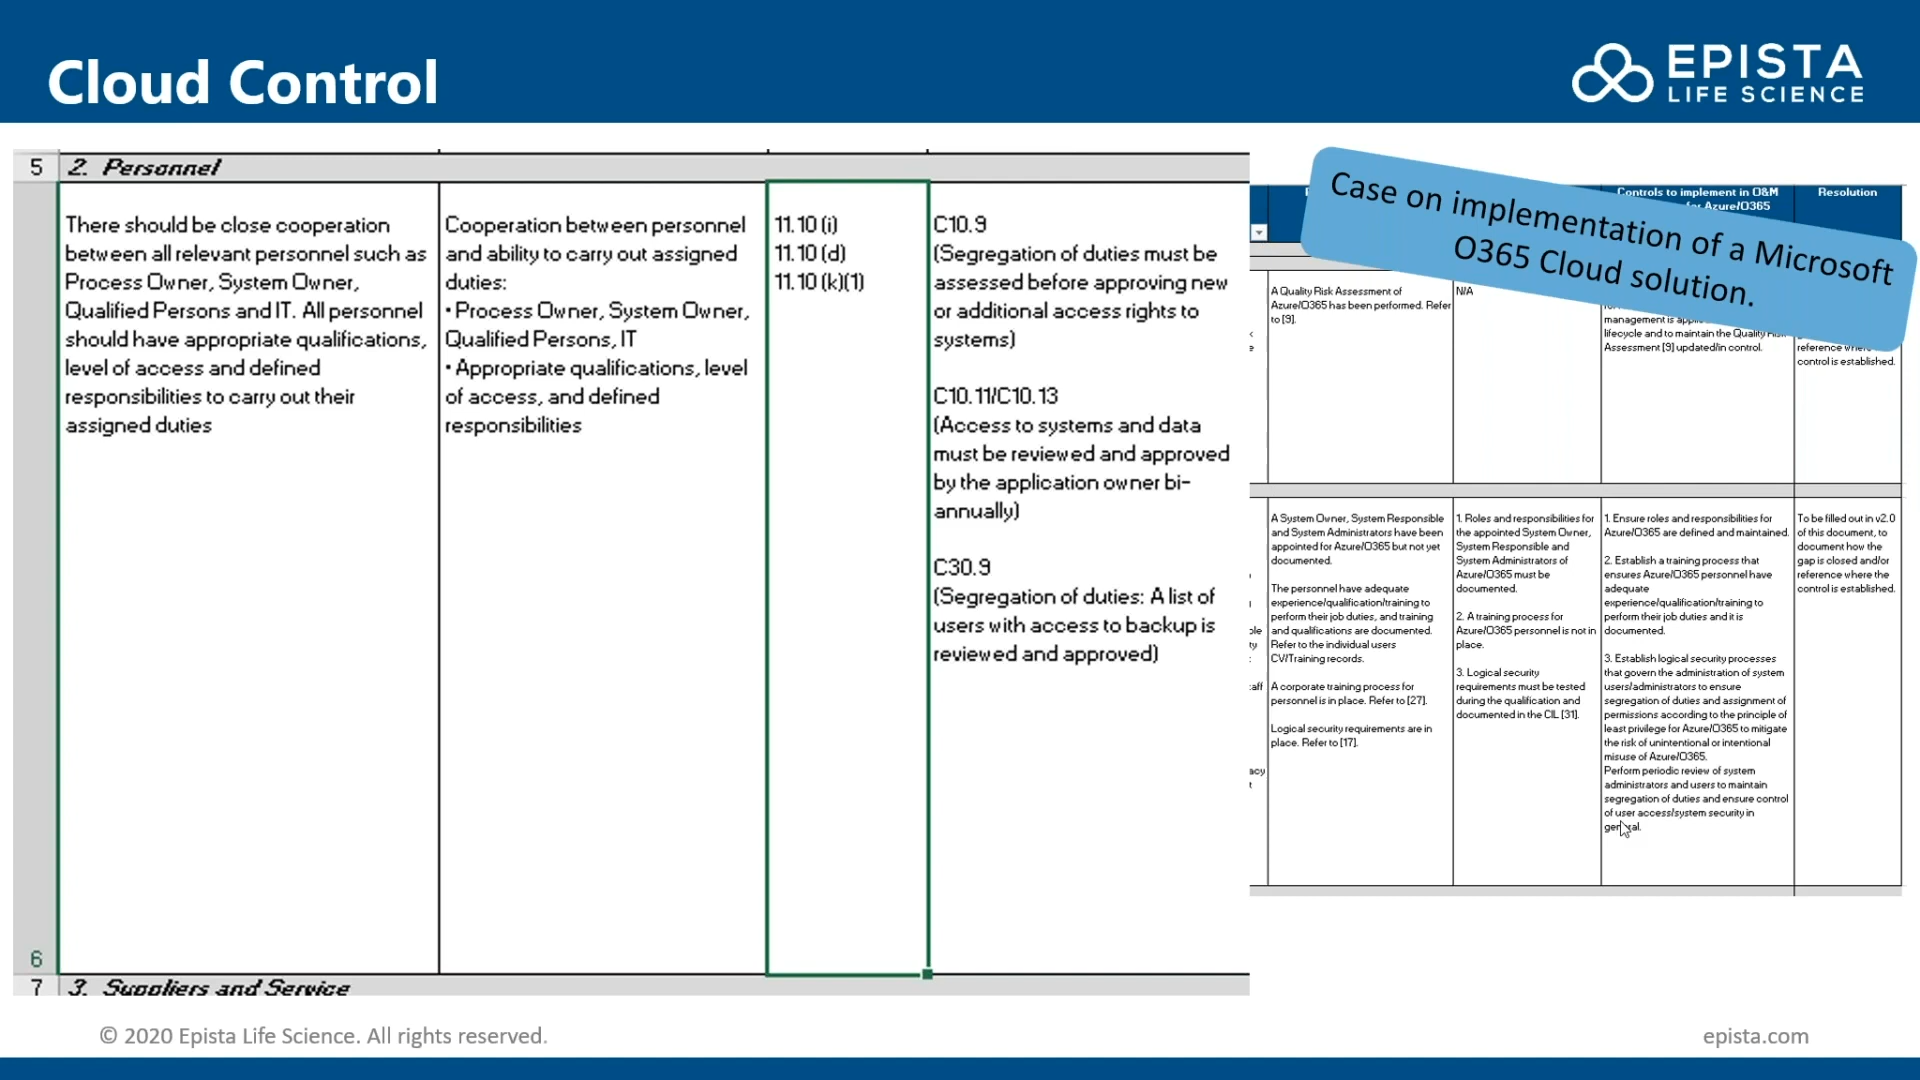 Cloud Control
EPISTA
LIFE SCIENCE
5 2. Personnel
There should be close cooperation
between all relevant personnel such as
Process Owner, System Owner,
Qualified Persons and IT. All personnel
should have appropriate qualifications,
level of access and defined
responsibilities to carry out their
assigned duties
Cooperation between personnel
and ability to carry out assigned
duties:
• Process Owner, System Owner,
Qualified Persons, IT
• Appropriate qualifications, level
of access, and defined
responsibilities
11.10 (i)
11.10 (d)
11.10 (k)(1)
C10.9
(Segregation of duties must be
assessed before approving new
or additional access rights to
systems)
C10.11/C10.13
(Access to systems and data
must be reviewed and approved
by the application owner bi-
annually)
C30.9
(Segregation of duties: A list of
users with access to backup is
reviewed and approved)
6
7 3. Suppliers and Service
Case on implementation of a Microsoft
O365 Cloud solution.
Controls to implement in O&M
Azure/O365
Resolution
A Quality Risk Assessment of
Azure/O365 has been performed. Refer
to [9].
N/A
management is
lifecycle and to maintain the Quality
Assessment [9] updated/in control.
reference where
control is established.
A System Owner, System Responsible
and System Administrators have been
appointed for Azure/O365 but not yet
documented.
The personnel have adequate
experience/qualification/training to
perform their job duties, and training
and qualifications are documented.
Refer to the individual users
CV/Training records.
A corporate training process for
personnel is in place. Refer to [27].
Logical security requirements are in
place. Refer to [17].
1. Roles and responsibilities for
the appointed System Owner,
System Responsible and
System Administrators of
Azure/O365 must be
documented.
2. A training process for
Azure/O365 personnel is not in
place.
3. Logical security
requirements must be tested
during the qualification and
documented in the CIL [31].
1. Ensure roles and responsibilities for
Azure/O365 are defined and maintained.
2. Establish a training process that
ensures Azure/O365 personnel have
adequate
experience/qualification/training to
perform their job duties and it is
documented.
3. Establish logical security processes
that govern the administration of system
users/administrators to ensure
segregation of duties and assignment of
permissions according to the principle of
least privilege for Azure/O365 to mitigate
the risk of unintentional or intentional
misuse of Azure/O365.
Perform periodic review of system
administrators and users to maintain
segregation of duties and ensure control
of user access/system security in
general.
To be filled out in v2.0
of this document, to
document how the
gap is closed and/or
reference where the
control is established.
© 2020 Epista Life Science. All rights reserved.
epista.com